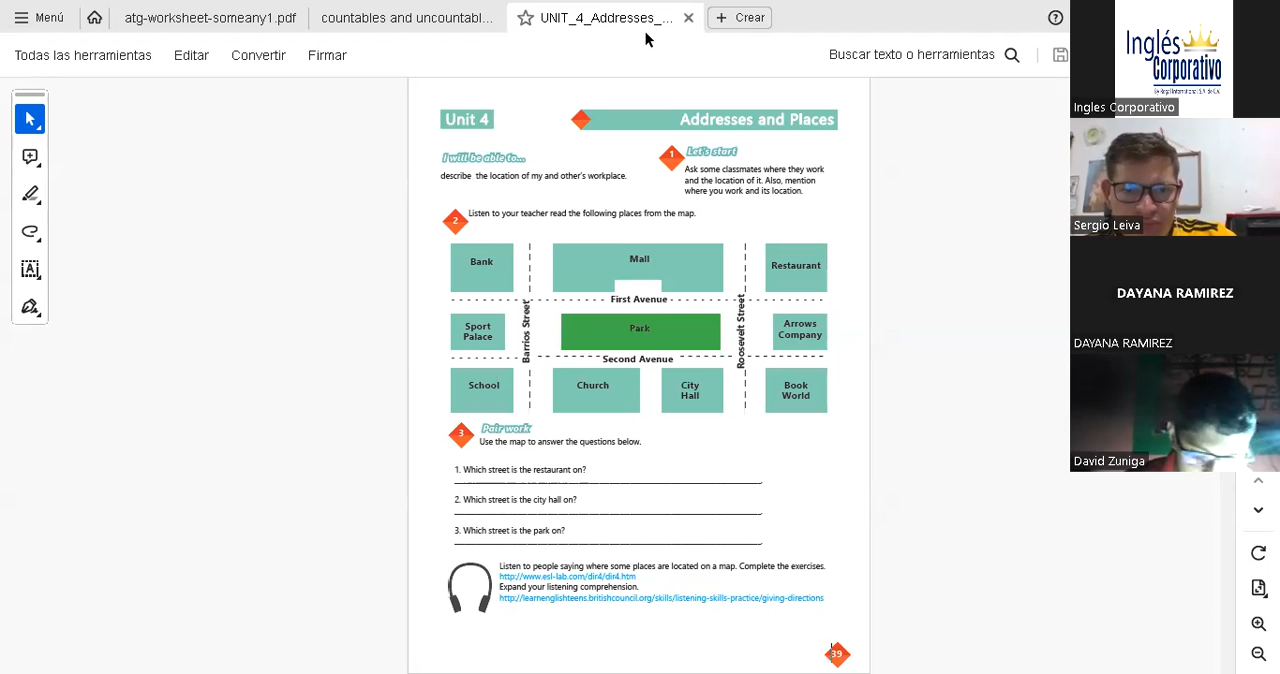 Menú
atg-worksheet-someany1.pdf
countables and uncountabl...
UNIT_4_Addresses_...
Crear
Todas las herramientas
Editar
Convertir
Firmar
Buscar texto o herramientas
Unit 4
Addresses and Places
I will be able to...
describe the location of my and other's workplace.
1
Let's start
Ask some classmates where they work
and the location of it. Also, mention
where you work and its location.
2
Listen to your teacher read the following places from the map.
Bank
Mall
Restaurant
First Avenue
Sport
Palace
Barrios Street
Park
Roosevelt Street
Arrows
Company
Second Avenue
School
Church
City
Hall
Book
World
3
Pair work
Use the map to answer the questions below.
1. Which street is the restaurant on?
2. Which street is the city hall on?
3. Which street is the park on?
Listen to people saying where some places are located on a map. Complete the exercises.
http://www.esl-lab.com/dir4/dir4.htm
Expand your listening comprehension.
http://learnenglishteens.britishcouncil.org/skills/listening-skills-practice/giving-directions
39
Inglés
Corporativo
Ingles Corporativo
Sergio Leiva
DAYANA RAMIREZ
DAYANA RAMIREZ
David Zuniga